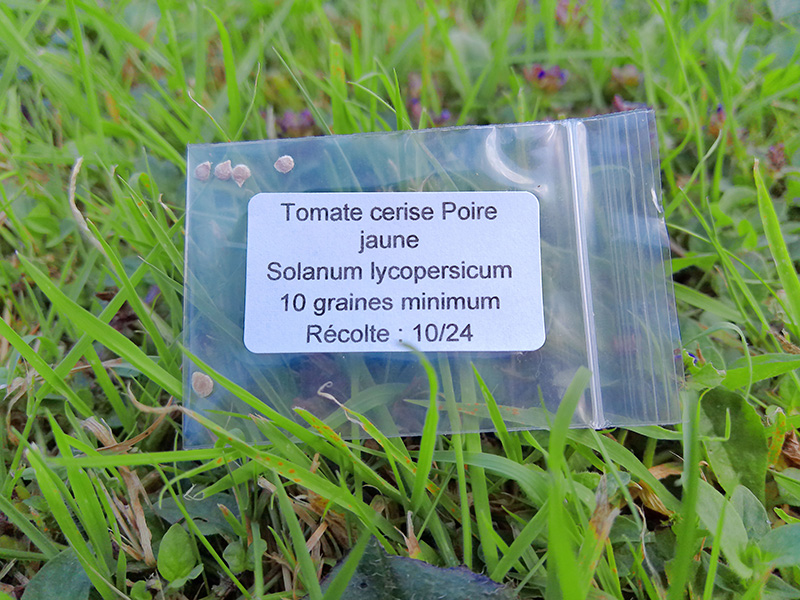 Tomate cerise Poire
jaune
Solanum lycopersicum
10 graines minimum
Récolte : 10/24